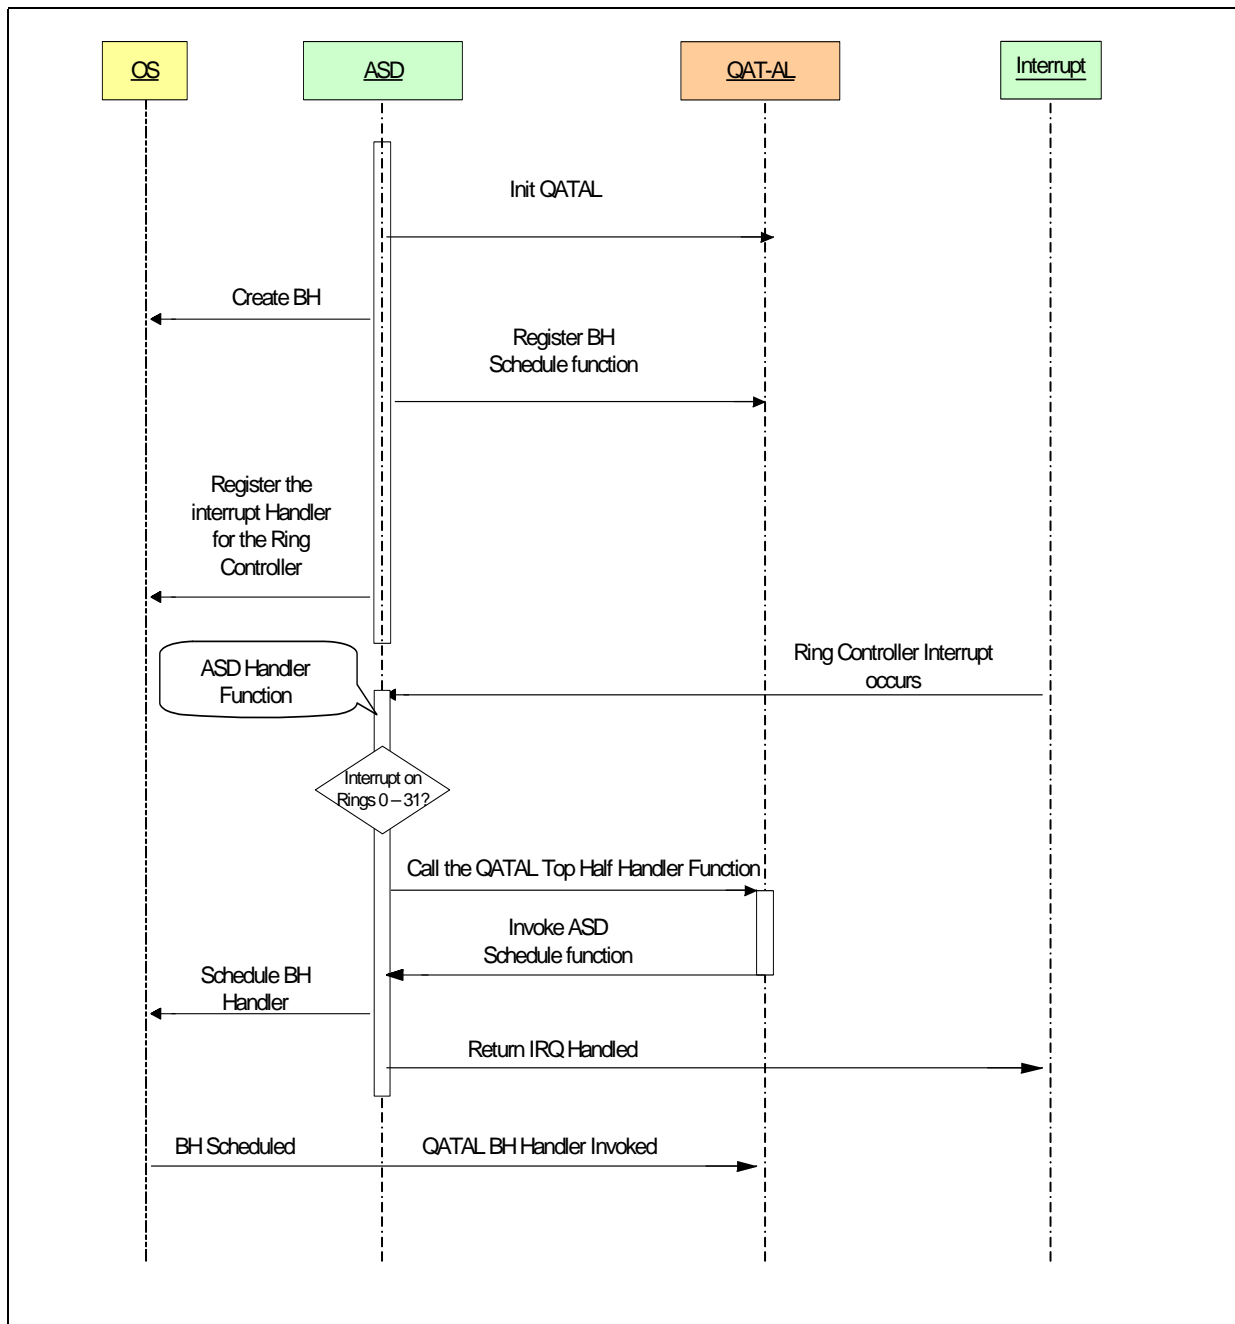 OS
ASD
QAT-AL
Interrupt
Init QATAL
Create BH
Register BH
Schedule function
Register the
interrupt Handler
for the Ring
Controller
ASD Handler
Function
Ring Controller Interrupt
occurs
Interrupt on
Rings 0 – 31?
Call the QATAL Top Half Handler Function
Invoke ASD
Schedule function
Schedule BH
Handler
Return IRQ Handled
BH Scheduled
QATAL BH Handler Invoked